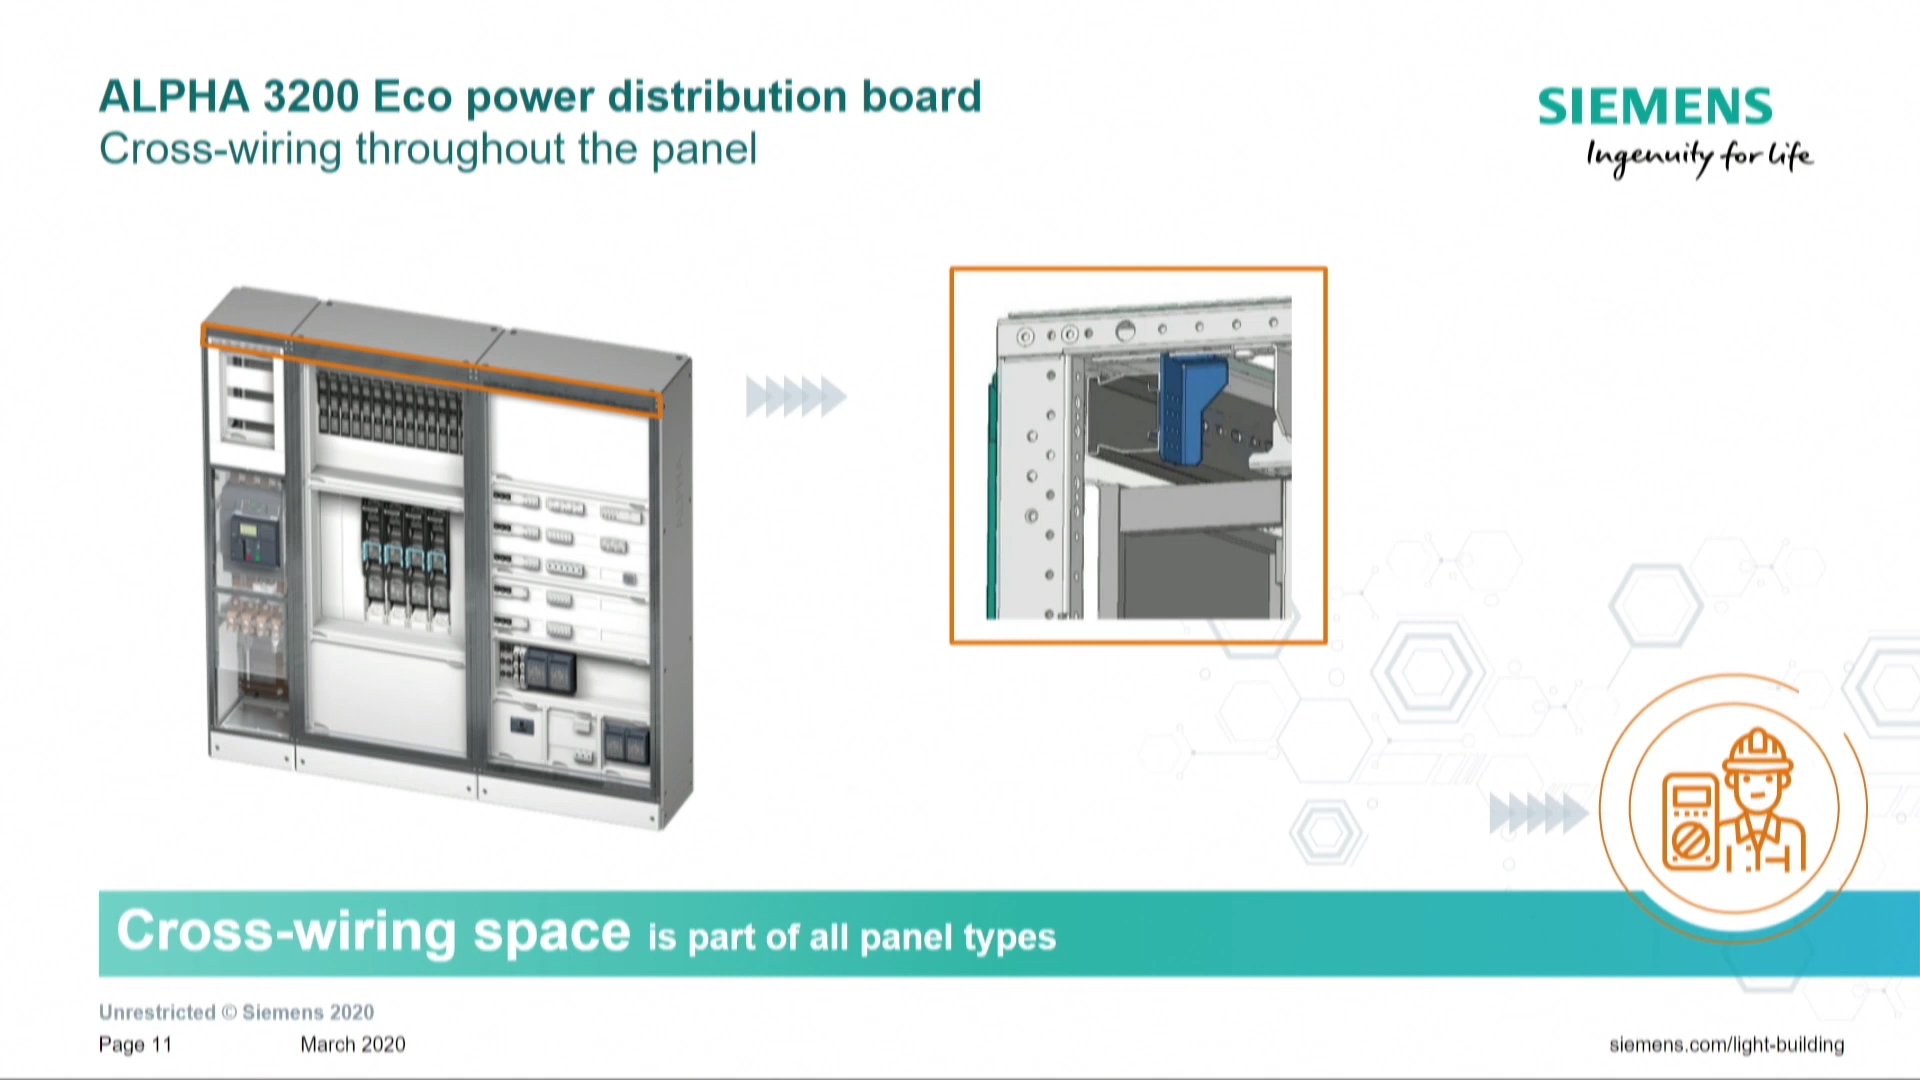 ALPHA 3200 Eco power distribution board
Cross-wiring throughout the panel
SIEMENS
Ingenuity for life
Cross-wiring space is part of all panel types
Unrestricted © Siemens 2020
Page 11 March 2020
siemens.com/light-building